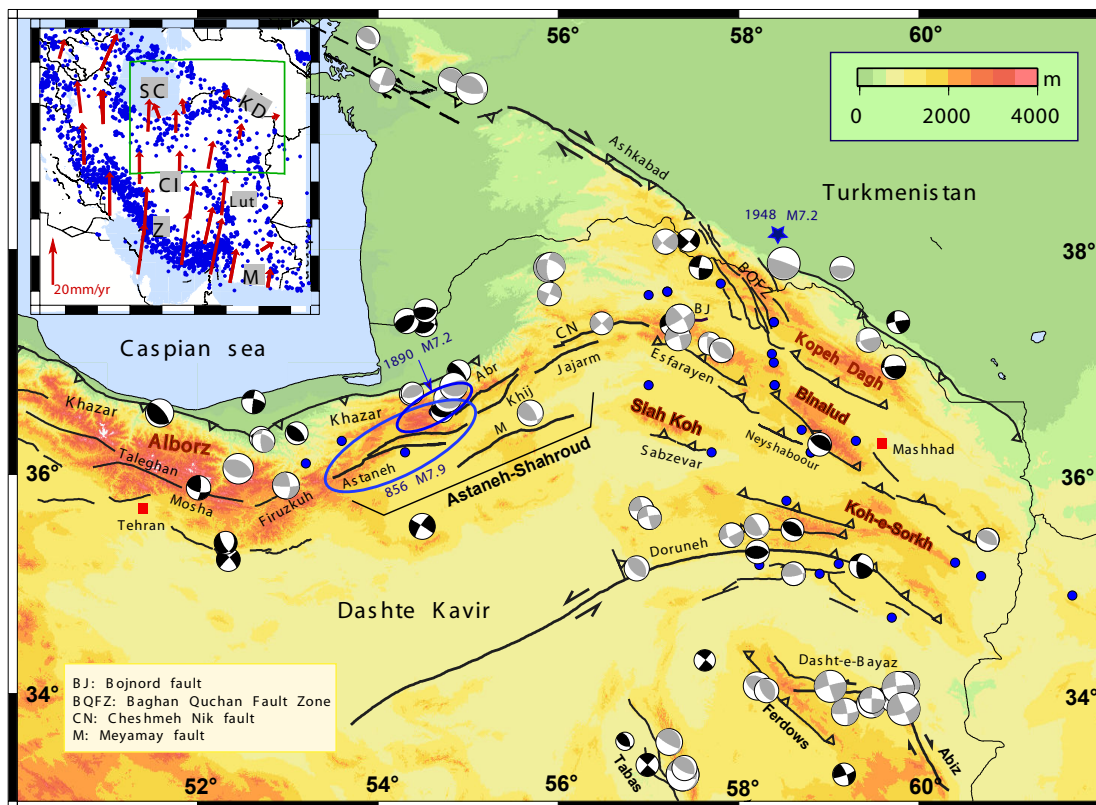 56°
58°
60°
SC
KD
CI
Lut
Z
M
20mm/yr
m
0
2000
4000
Ashkabad
Turkmenistan
1948 M7.2
38°
38°
BQFZ
BJ
CN
Caspian sea
1890 M7.2
Abr
Jajarm
Esfarayen
Kopeh Dagh
Khazar
Khazar
Khij
Binalud
Siah Koh
M
Alborz
Neyshaboour
Mashhad
36°
36°
Taleghan
Astaneh
Sabzevar
Astaneh-Shahroud
856 M7.9
Mosha
Firuzkuh
Tehran
Koh-e-Sorkh
Doruneh
Dashte Kavir
Dasht-e-Bayaz
34°
34°
BJ: Bojnord fault
BQFZ: Baghan Quchan Fault Zone
CN: Cheshmeh Nik fault
M: Meyamay fault
Ferdows
Tabas
Abiz
52°
54°
56°
58°
60°